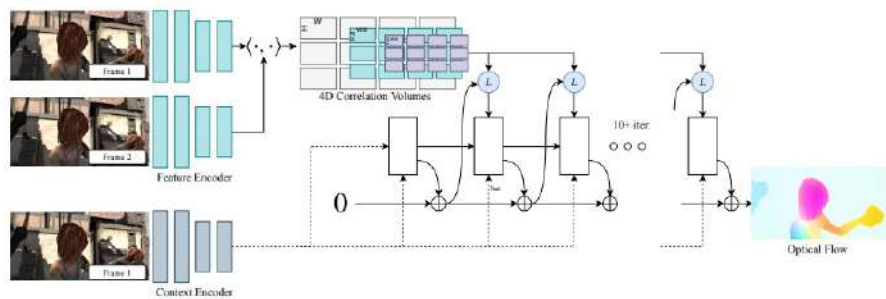 Frame 1
⟨·,·⟩
H W
4D Correlation Volumes
L L L
Frame 2
10+ iter.
Feature Encoder
0
Frame 1
Optical Flow
Context Encoder